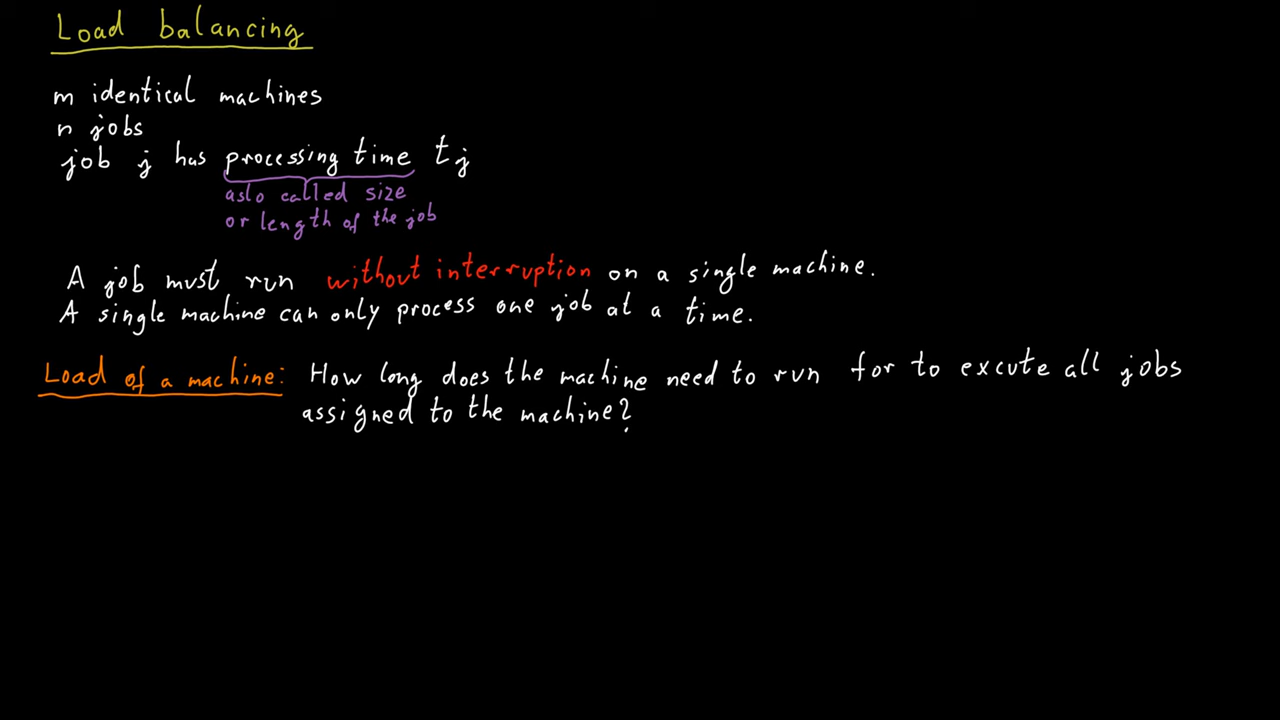 Load balancing
m identical machines
n jobs
job j has processing time tj
aslo called size
or length of the job
A job must run without interruption on a single machine.
A single machine can only process one job at a time.
Load of a machine: How long does the machine need to run for to excute all jobs
assigned to the machine?